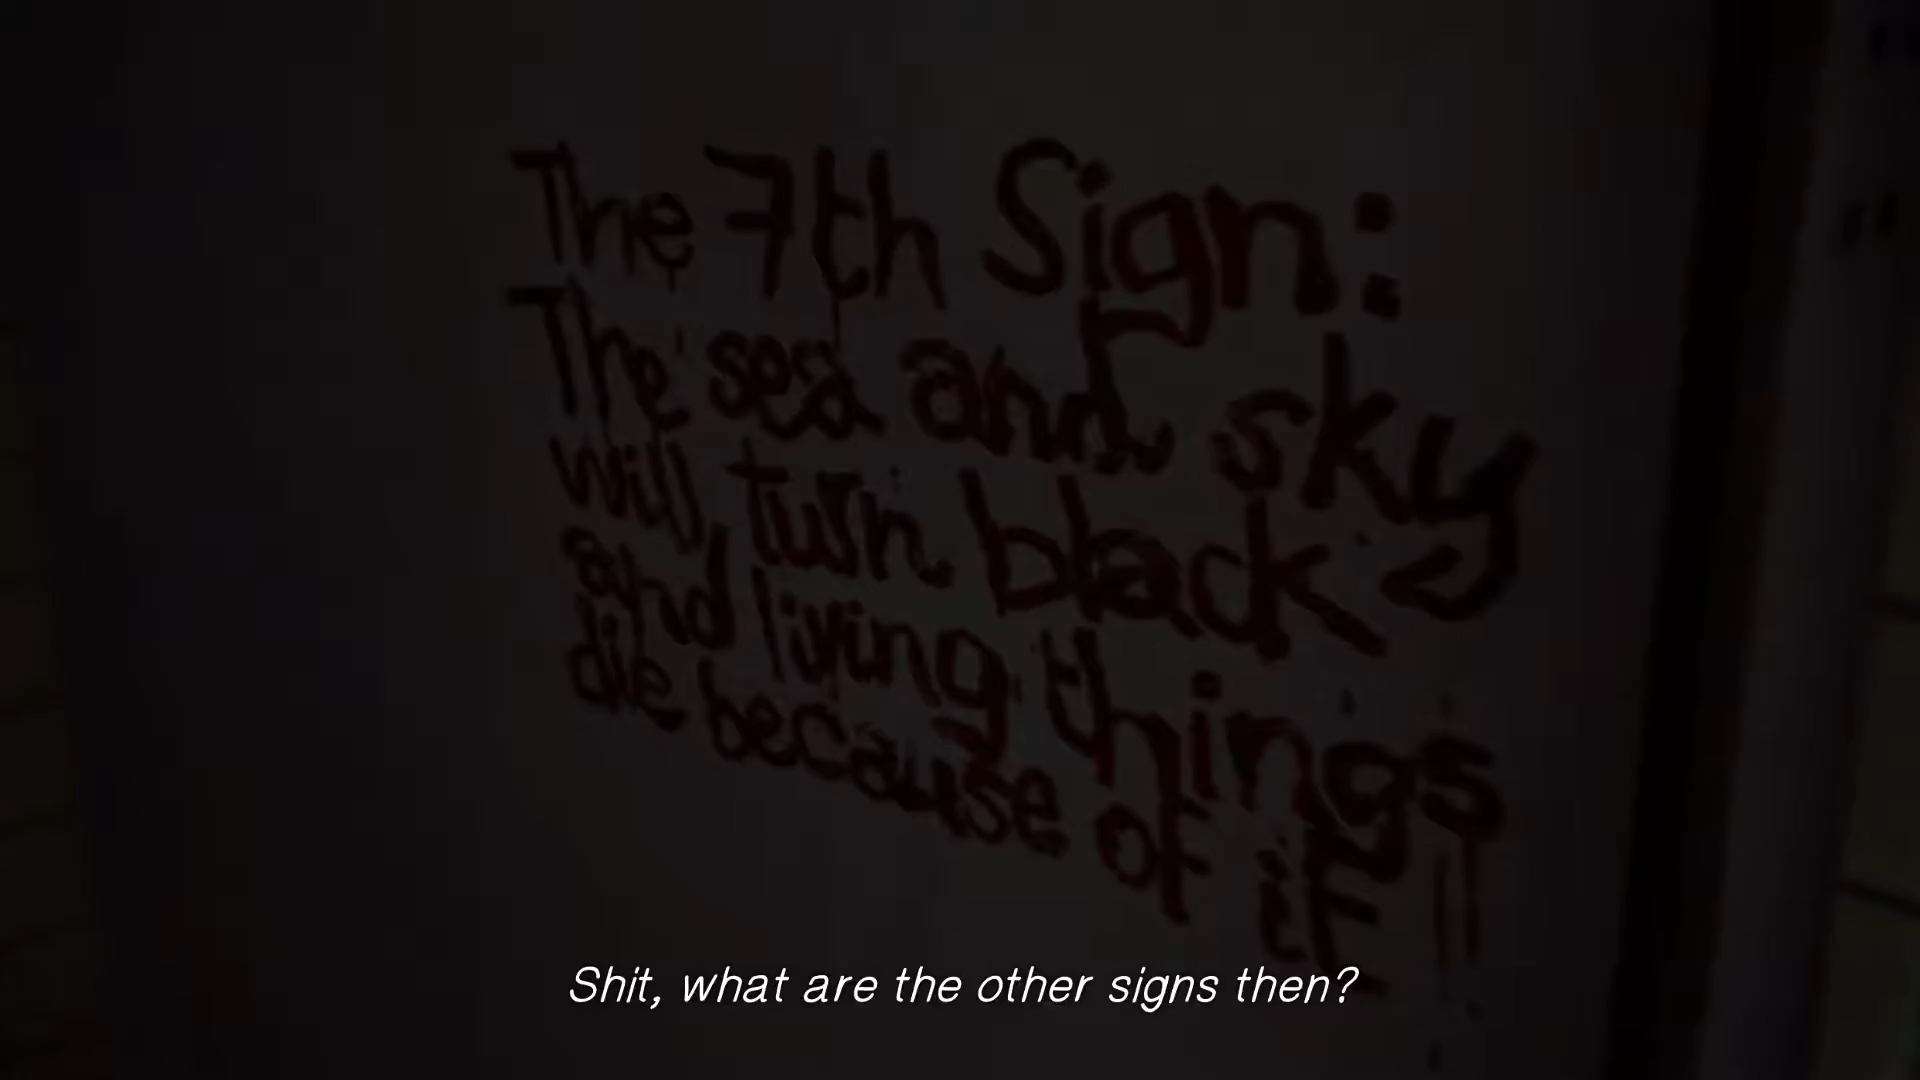 The 7th Sign:
The sea and sky
will turn black
and living things
die because of it
Shit, what are the other signs then?